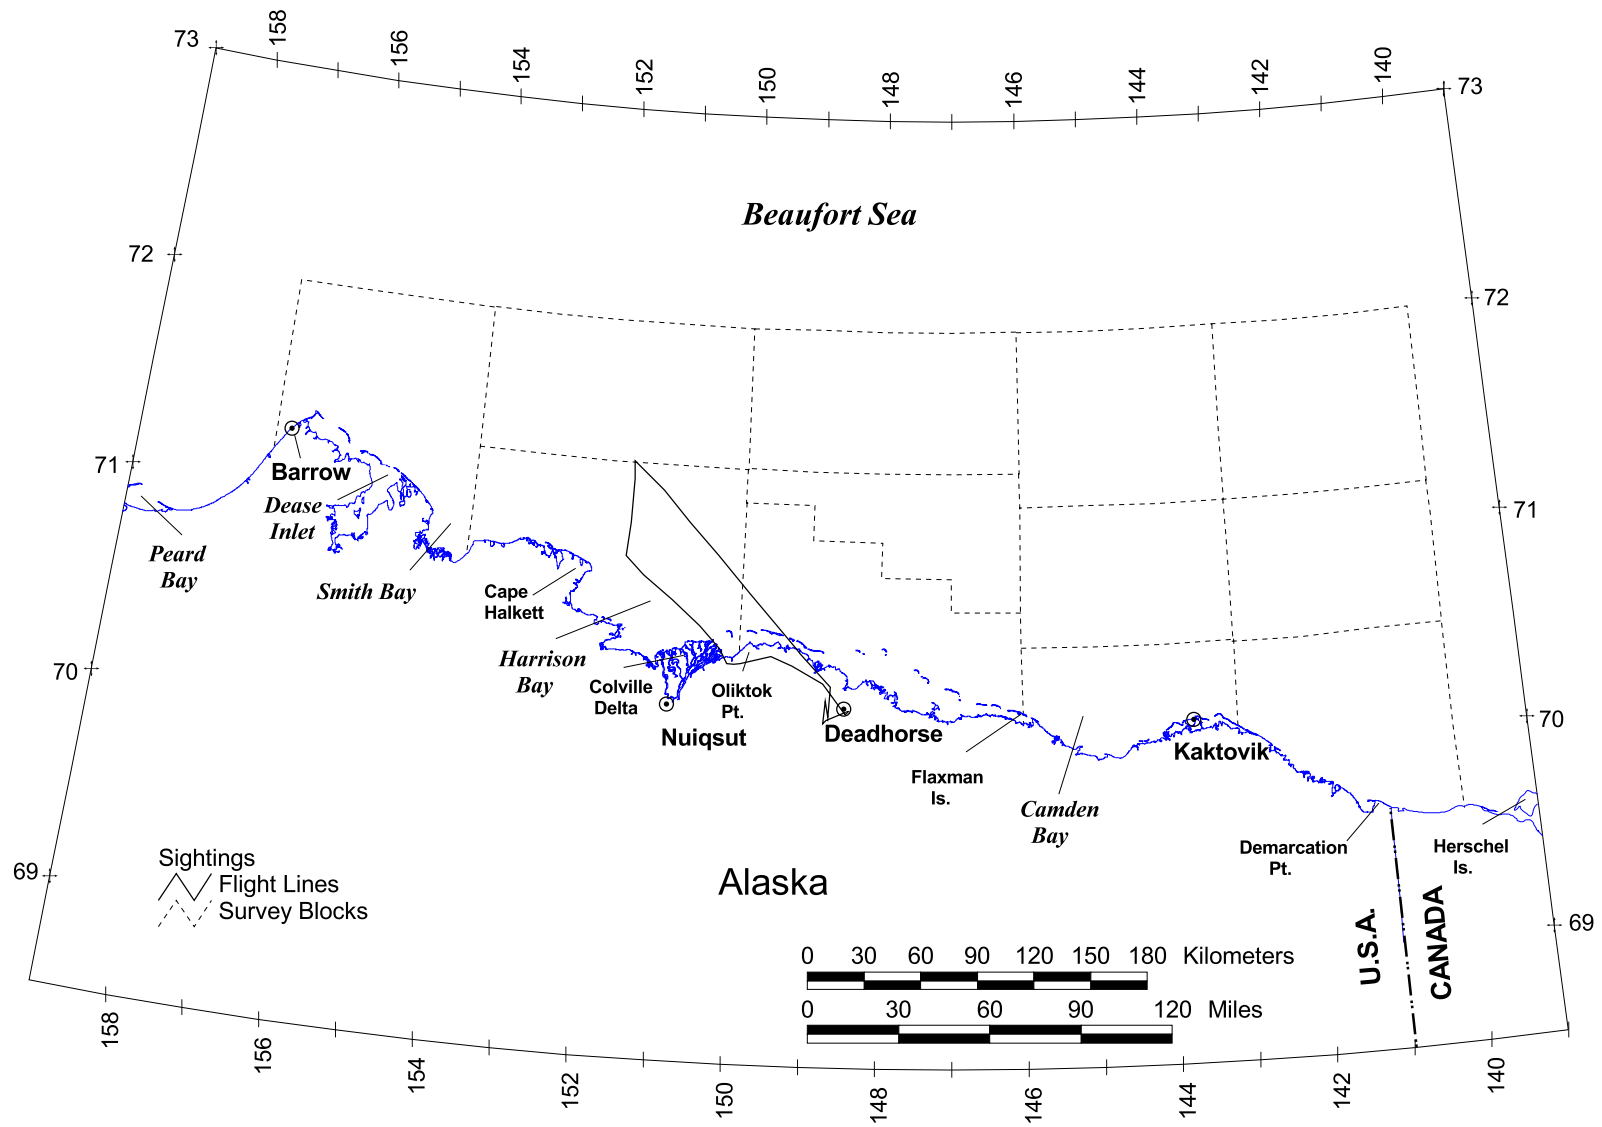 158
156
154
152
150
148
146
144
142
140
73
73
72
72
71
71
70
70
69
69
Beaufort Sea
Barrow
Dease
Inlet
Peard
Bay
Smith Bay
Cape
Halkett
Harrison
Bay
Colville
Delta
Oliktok
Pt.
Nuiqsut
Deadhorse
Flaxman
Is.
Kaktovik
Camden
Bay
Demarcation
Pt.
Herschel
Is.
Alaska
U.S.A.
CANADA
Sightings
Flight Lines
Survey Blocks
0 30 60 90 120 150 180 Kilometers
0 30 60 90 120 Miles
158
156
154
152
150
148
146
144
142
140